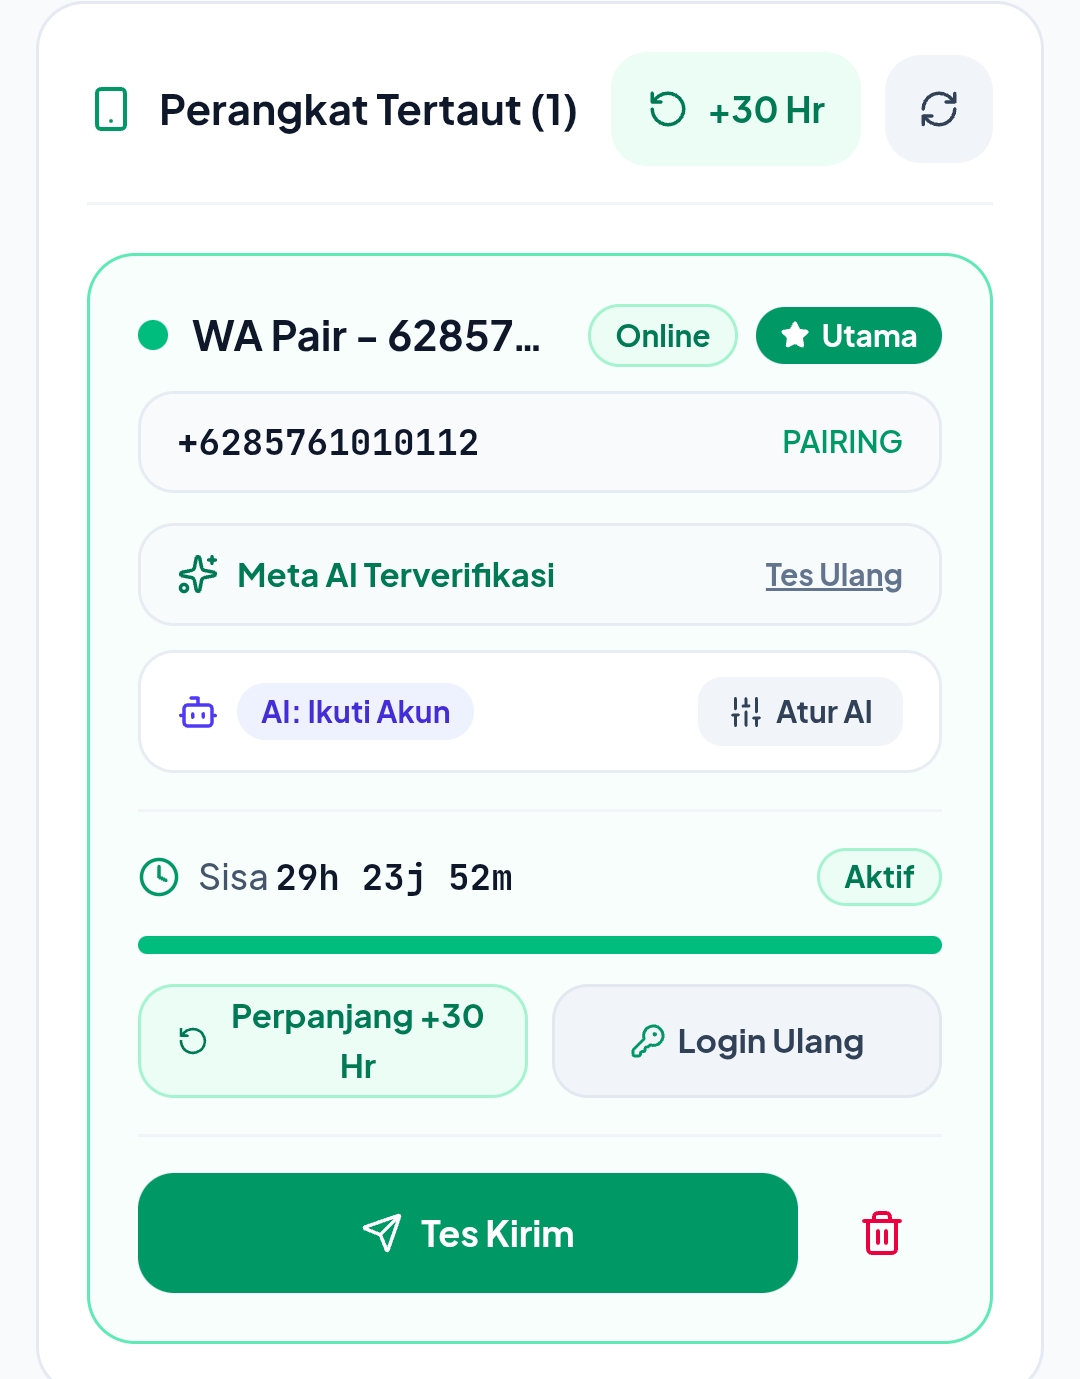 Perangkat Tertaut (1)
+30 Hr
WA Pair – 62857...
Online
Utama
+6285761010112
PAIRING
Meta AI Terverifikasi
Tes Ulang
AI: Ikuti Akun
Atur AI
Sisa 29h 23j 52m
Aktif
Perpanjang +30
Hr
Login Ulang
Tes Kirim